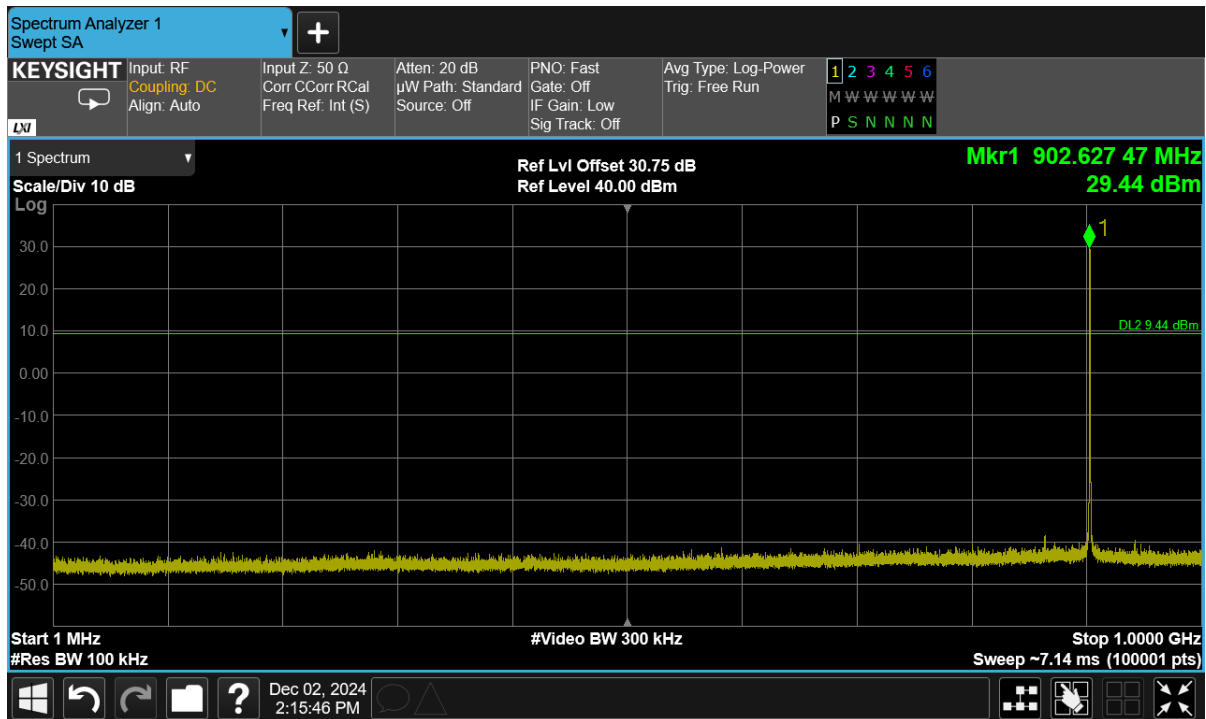 Spectrum Analyzer 1
Swept SA
+
KEYSIGHT
LXI
Input: RF
Coupling: DC
Align: Auto
Input Z: 50 Ω
Corr CCorr RCal
Freq Ref: Int (S)
Atten: 20 dB
µW Path: Standard
Source: Off
PNO: Fast
Gate: Off
IF Gain: Low
Sig Track: Off
Avg Type: Log-Power
Trig: Free Run
1 2 3 4 5 6
M W W W W W
P S N N N N
1 Spectrum
Scale/Div 10 dB
Ref Lvl Offset 30.75 dB
Ref Level 40.00 dBm
Mkr1 902.627 47 MHz
29.44 dBm
Log
1
30.0
20.0
10.0
DL2 9.44 dBm
0.00
-10.0
-20.0
-30.0
-40.0
-50.0
Start 1 MHz
#Res BW 100 kHz
#Video BW 300 kHz
Stop 1.0000 GHz
Sweep ~7.14 ms (100001 pts)
?
Dec 02, 2024
2:15:46 PM